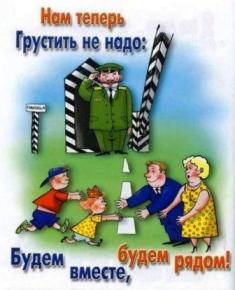 Нам теперь
Грустить не надо:
Будем
вместе,
будем
рядом!